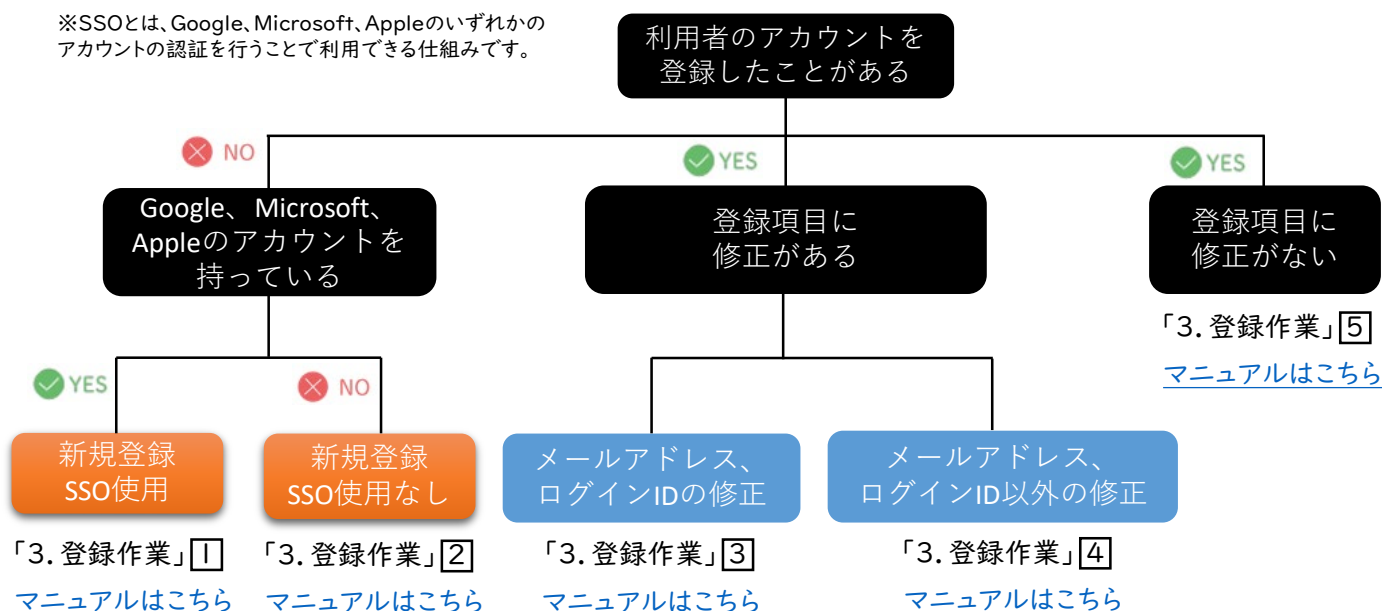 ※SSOとは、Google、Microsoft、Appleのいずれかの
アカウントの認証を行うことで利用できる仕組みです。
利用者のアカウントを
登録したことがある
NO
YES
YES
Google、Microsoft、
Appleのアカウントを
持っている
登録項目に
修正がある
登録項目に
修正がない
「3.登録作業」5
マニュアルはこちら
YES
NO
新規登録
SSO使用
新規登録
SSO使用なし
メールアドレス、
ログインIDの修正
メールアドレス、
ログインID以外の修正
「3.登録作業」1
「3.登録作業」2
「3.登録作業」3
「3.登録作業」4
マニュアルはこちら
マニュアルはこちら
マニュアルはこちら
マニュアルはこちら